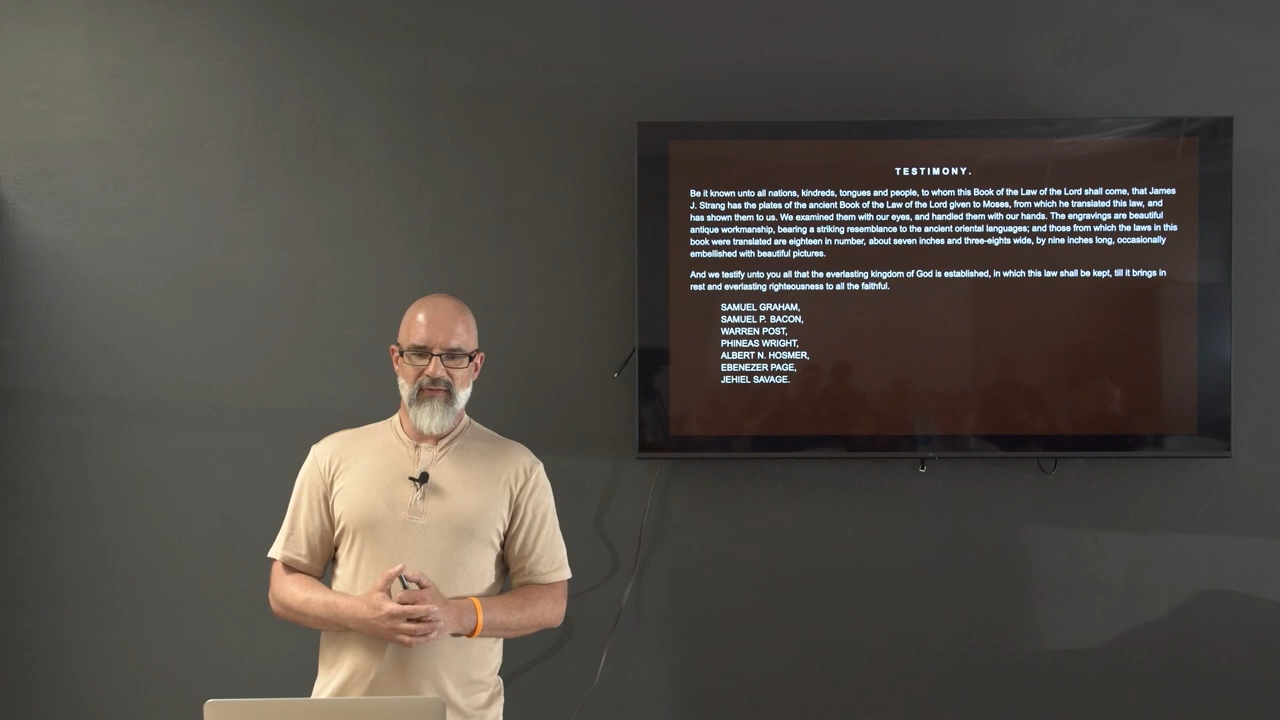 TESTIMONY.
Be it known unto all nations, kindreds, tongues and people, to whom this Book of the Law of the Lord shall come, that James
J. Strang has the plates of the ancient Book of the Law of the Lord given to Moses, from which he translated this law, and
has shown them to us. We examined them with our eyes, and handled them with our hands. The engravings are beautiful
antique workmanship, bearing a striking resemblance to the ancient oriental languages; and those from which the laws in this
book were translated are eighteen in number, about seven inches and three-eights wide, by nine inches long, occasionally
embellished with beautiful pictures.
And we testify unto you all that the everlasting kingdom of God is established, in which this law shall be kept, till it brings in
rest and everlasting righteousness to all the faithful.
SAMUEL GRAHAM,
SAMUEL P. BACON,
WARREN POST,
PHINEAS WRIGHT,
ALBERT N. HOSMER,
EBENEZER PAGE,
JEHIEL SAVAGE.